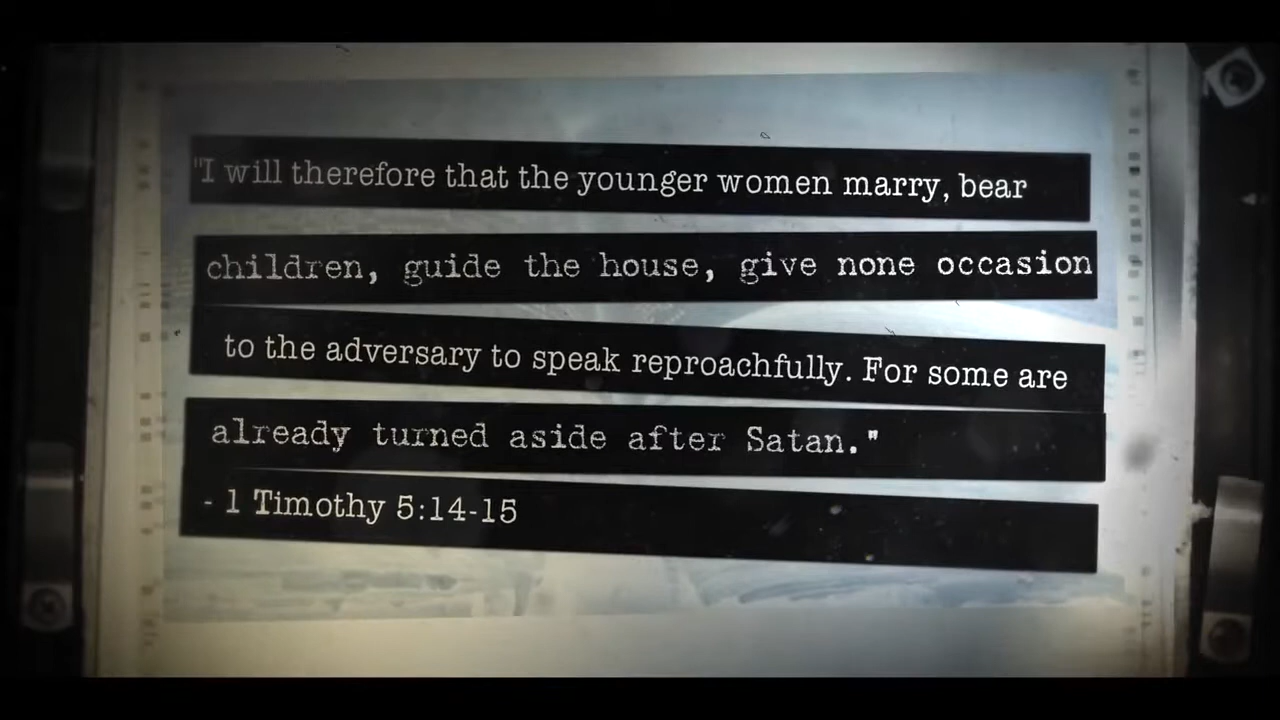 "I will therefore that the younger women marry, bear
children, guide the house, give none occasion
to the adversary to speak reproachfully. For some are
already turned aside after Satan."
- 1 Timothy 5:14-15